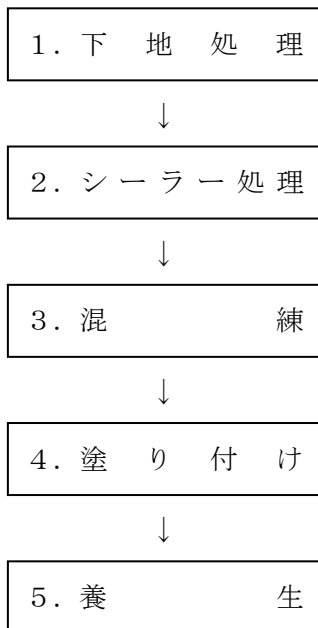 １．下地処理
↓
２．シーラー処理
↓
３．混練
↓
４．塗り付け
↓
５．養生